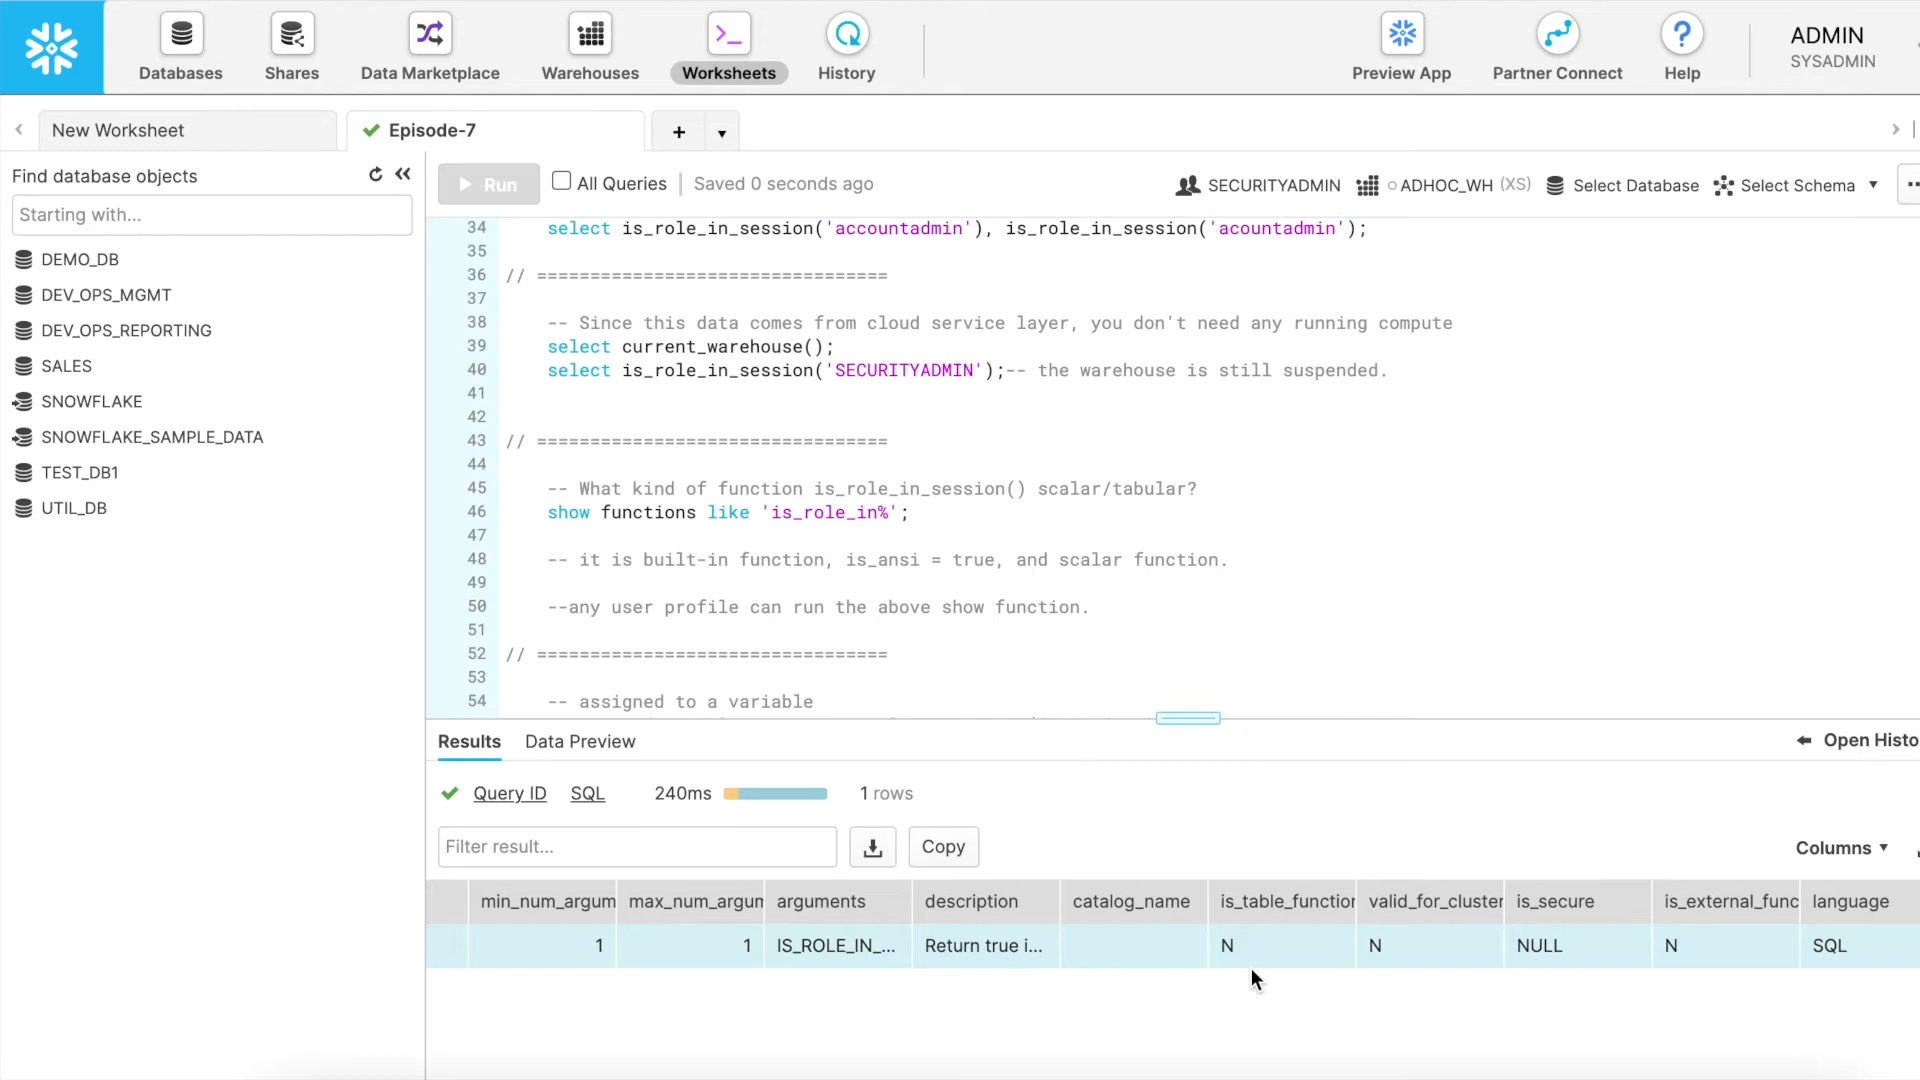 Databases
Shares
Data Marketplace
Warehouses
Worksheets
History
Preview App
Partner Connect
Help
ADMIN
SYSADMIN
New Worksheet
Episode-7
Find database objects
Starting with...
DEMO_DB
DEV_OPS_MGMT
DEV_OPS_REPORTING
SALES
SNOWFLAKE
SNOWFLAKE_SAMPLE_DATA
TEST_DB1
UTIL_DB
Run
All Queries
Saved 0 seconds ago
SECURITYADMIN
ADHOC_WH (XS)
Select Database
Select Schema
34 select is_role_in_session('accountadmin'), is_role_in_session('acountadmin');
35
36 // =================================
37
38 -- Since this data comes from cloud service layer, you don't need any running compute
39 select current_warehouse();
40 select is_role_in_session('SECURITYADMIN');-- the warehouse is still suspended.
41
42
43 // =================================
44
45 -- What kind of function is_role_in_session() scalar/tabular?
46 show functions like 'is_role_in%';
47
48 -- it is built-in function, is_ansi = true, and scalar function.
49
50 --any user profile can run the above show function.
51
52 // =================================
53
54 -- assigned to a variable
Results
Data Preview
Open Histo
Query ID
SQL
240ms
1 rows
Filter result...
Copy
Columns
min_num_argum max_num_argum arguments description catalog_name is_table_function valid_for_cluster is_secure is_external_func language
1 1 IS_ROLE_IN_... Return true i... N N NULL N SQL